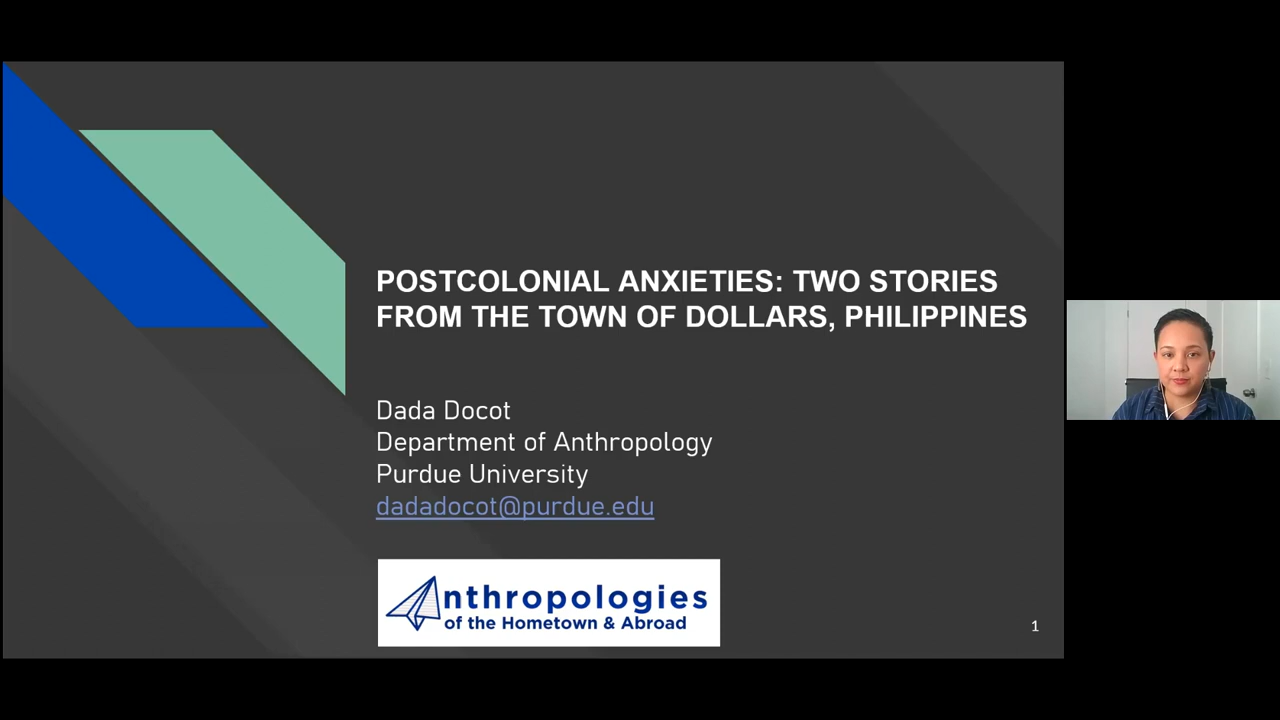 POSTCOLONIAL ANXIETIES: TWO STORIES
FROM THE TOWN OF DOLLARS, PHILIPPINES
Dada Docot
Department of Anthropology
Purdue University
dadadocot@purdue.edu
nthropologies
of the Hometown & Abroad
1